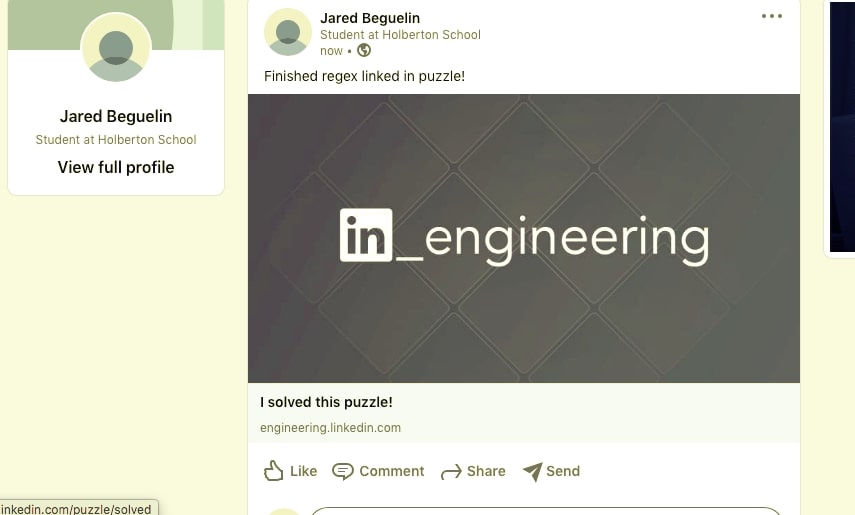 Jared Beguelin
Student at Holberton School
View full profile
Jared Beguelin
Student at Holberton School
now •
Finished regex linked in puzzle!
in_engineering
I solved this puzzle!
engineering.linkedin.com
Like Comment Share Send
inkedin.com/puzzle/solved